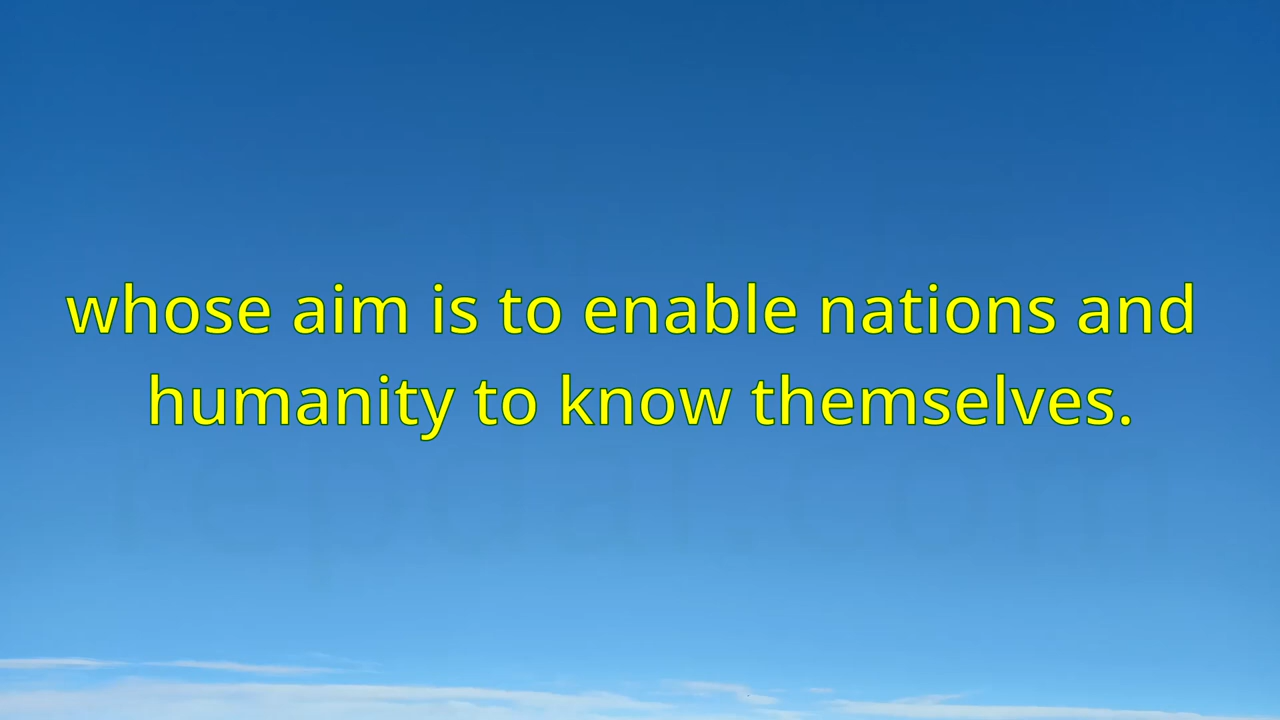 whose aim is to enable nations and
humanity to know themselves.